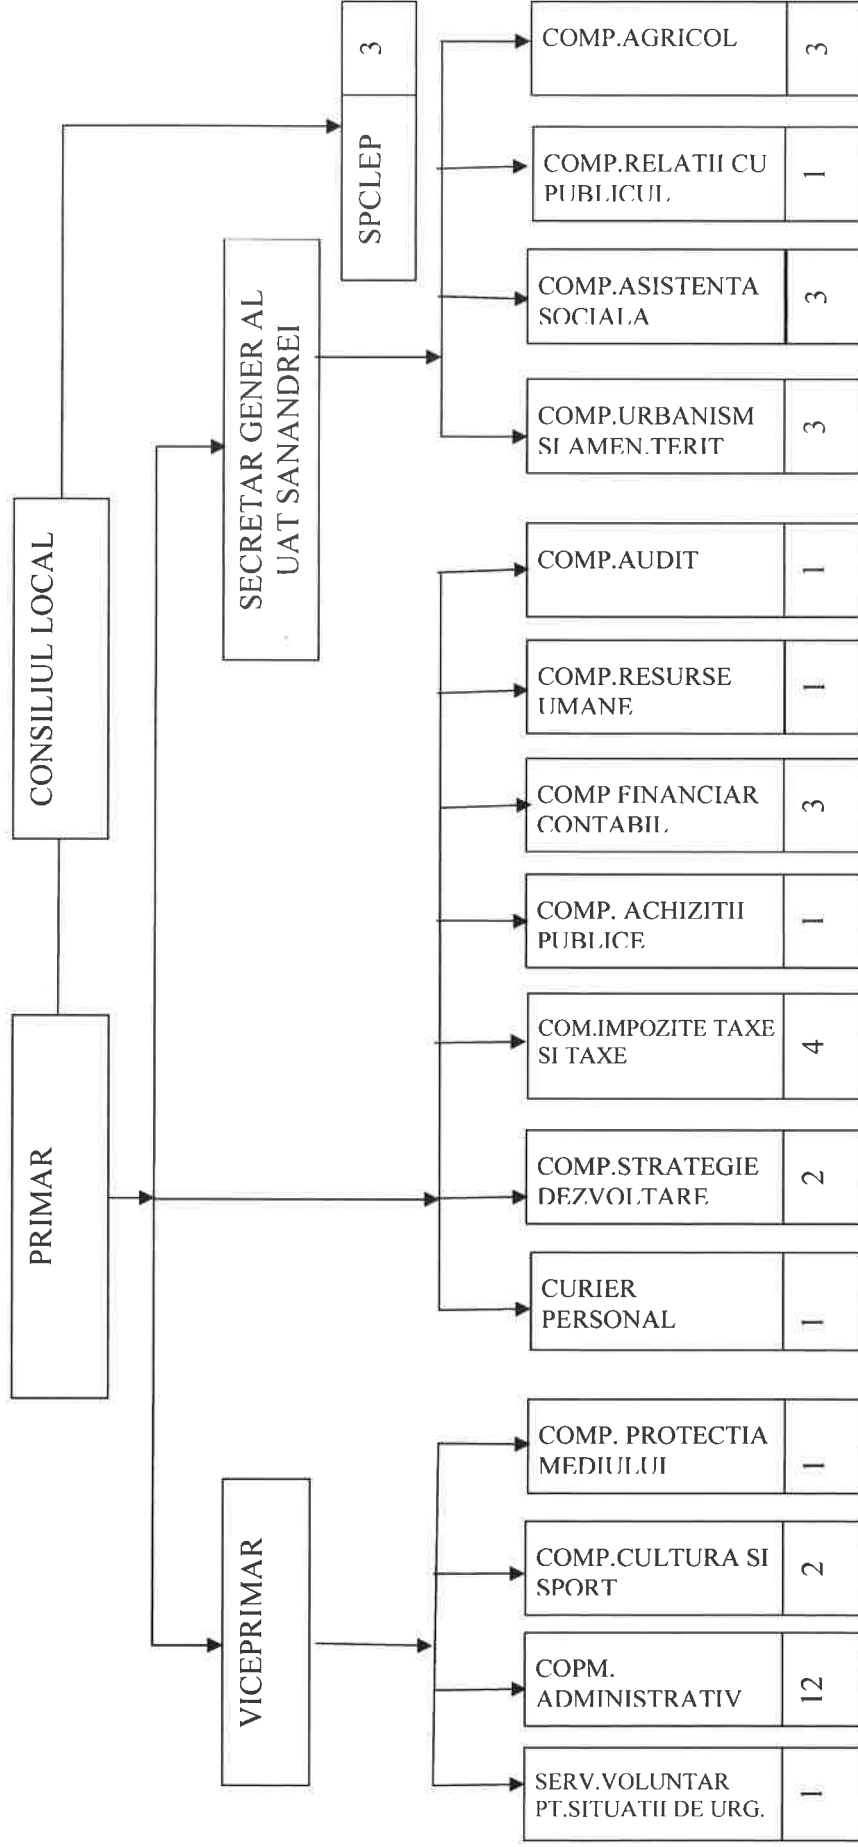 CONSILIUL LOCAL
PRIMAR
SPCLEP
3
SECRETAR GENER AL
UAT SANANDREI
VICEPRIMAR
COMP.AGRICOL
3
COMP.RELATII CU
PUBLICUL
1
COMP.ASISTENTA
SOCIALA
3
COMP.URBANISM
SI AMEN.TERIT
3
COMP.AUDIT
1
COMP.RESURSE
UMANE
1
COMP FINANCIAR
CONTABIL
3
COMP. ACHIZITII
PUBLICE
1
COM.IMPOZITE TAXE
SI TAXE
4
COMP.STRATEGIE
DEZVOLTARE
2
CURIER
PERSONAL
1
COMP. PROTECTIA
MEDIULUI
1
COMP.CULTURA SI
SPORT
2
COPM.
ADMINISTRATIV
12
SERV.VOLUNTAR
PT.SITUATII DE URG.
1